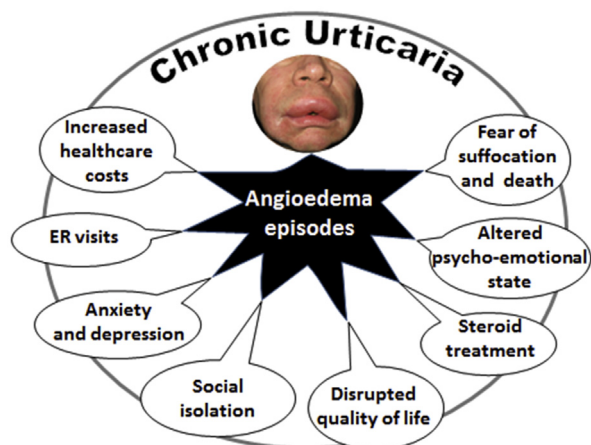 Chronic Urticaria
Increased
healthcare
costs
Fear of
suffocation
and death
Angioedema
episodes
ER visits
Altered
psycho-emotional
state
Anxiety
and depression
Steroid
treatment
Social
isolation
Disrupted
quality of life